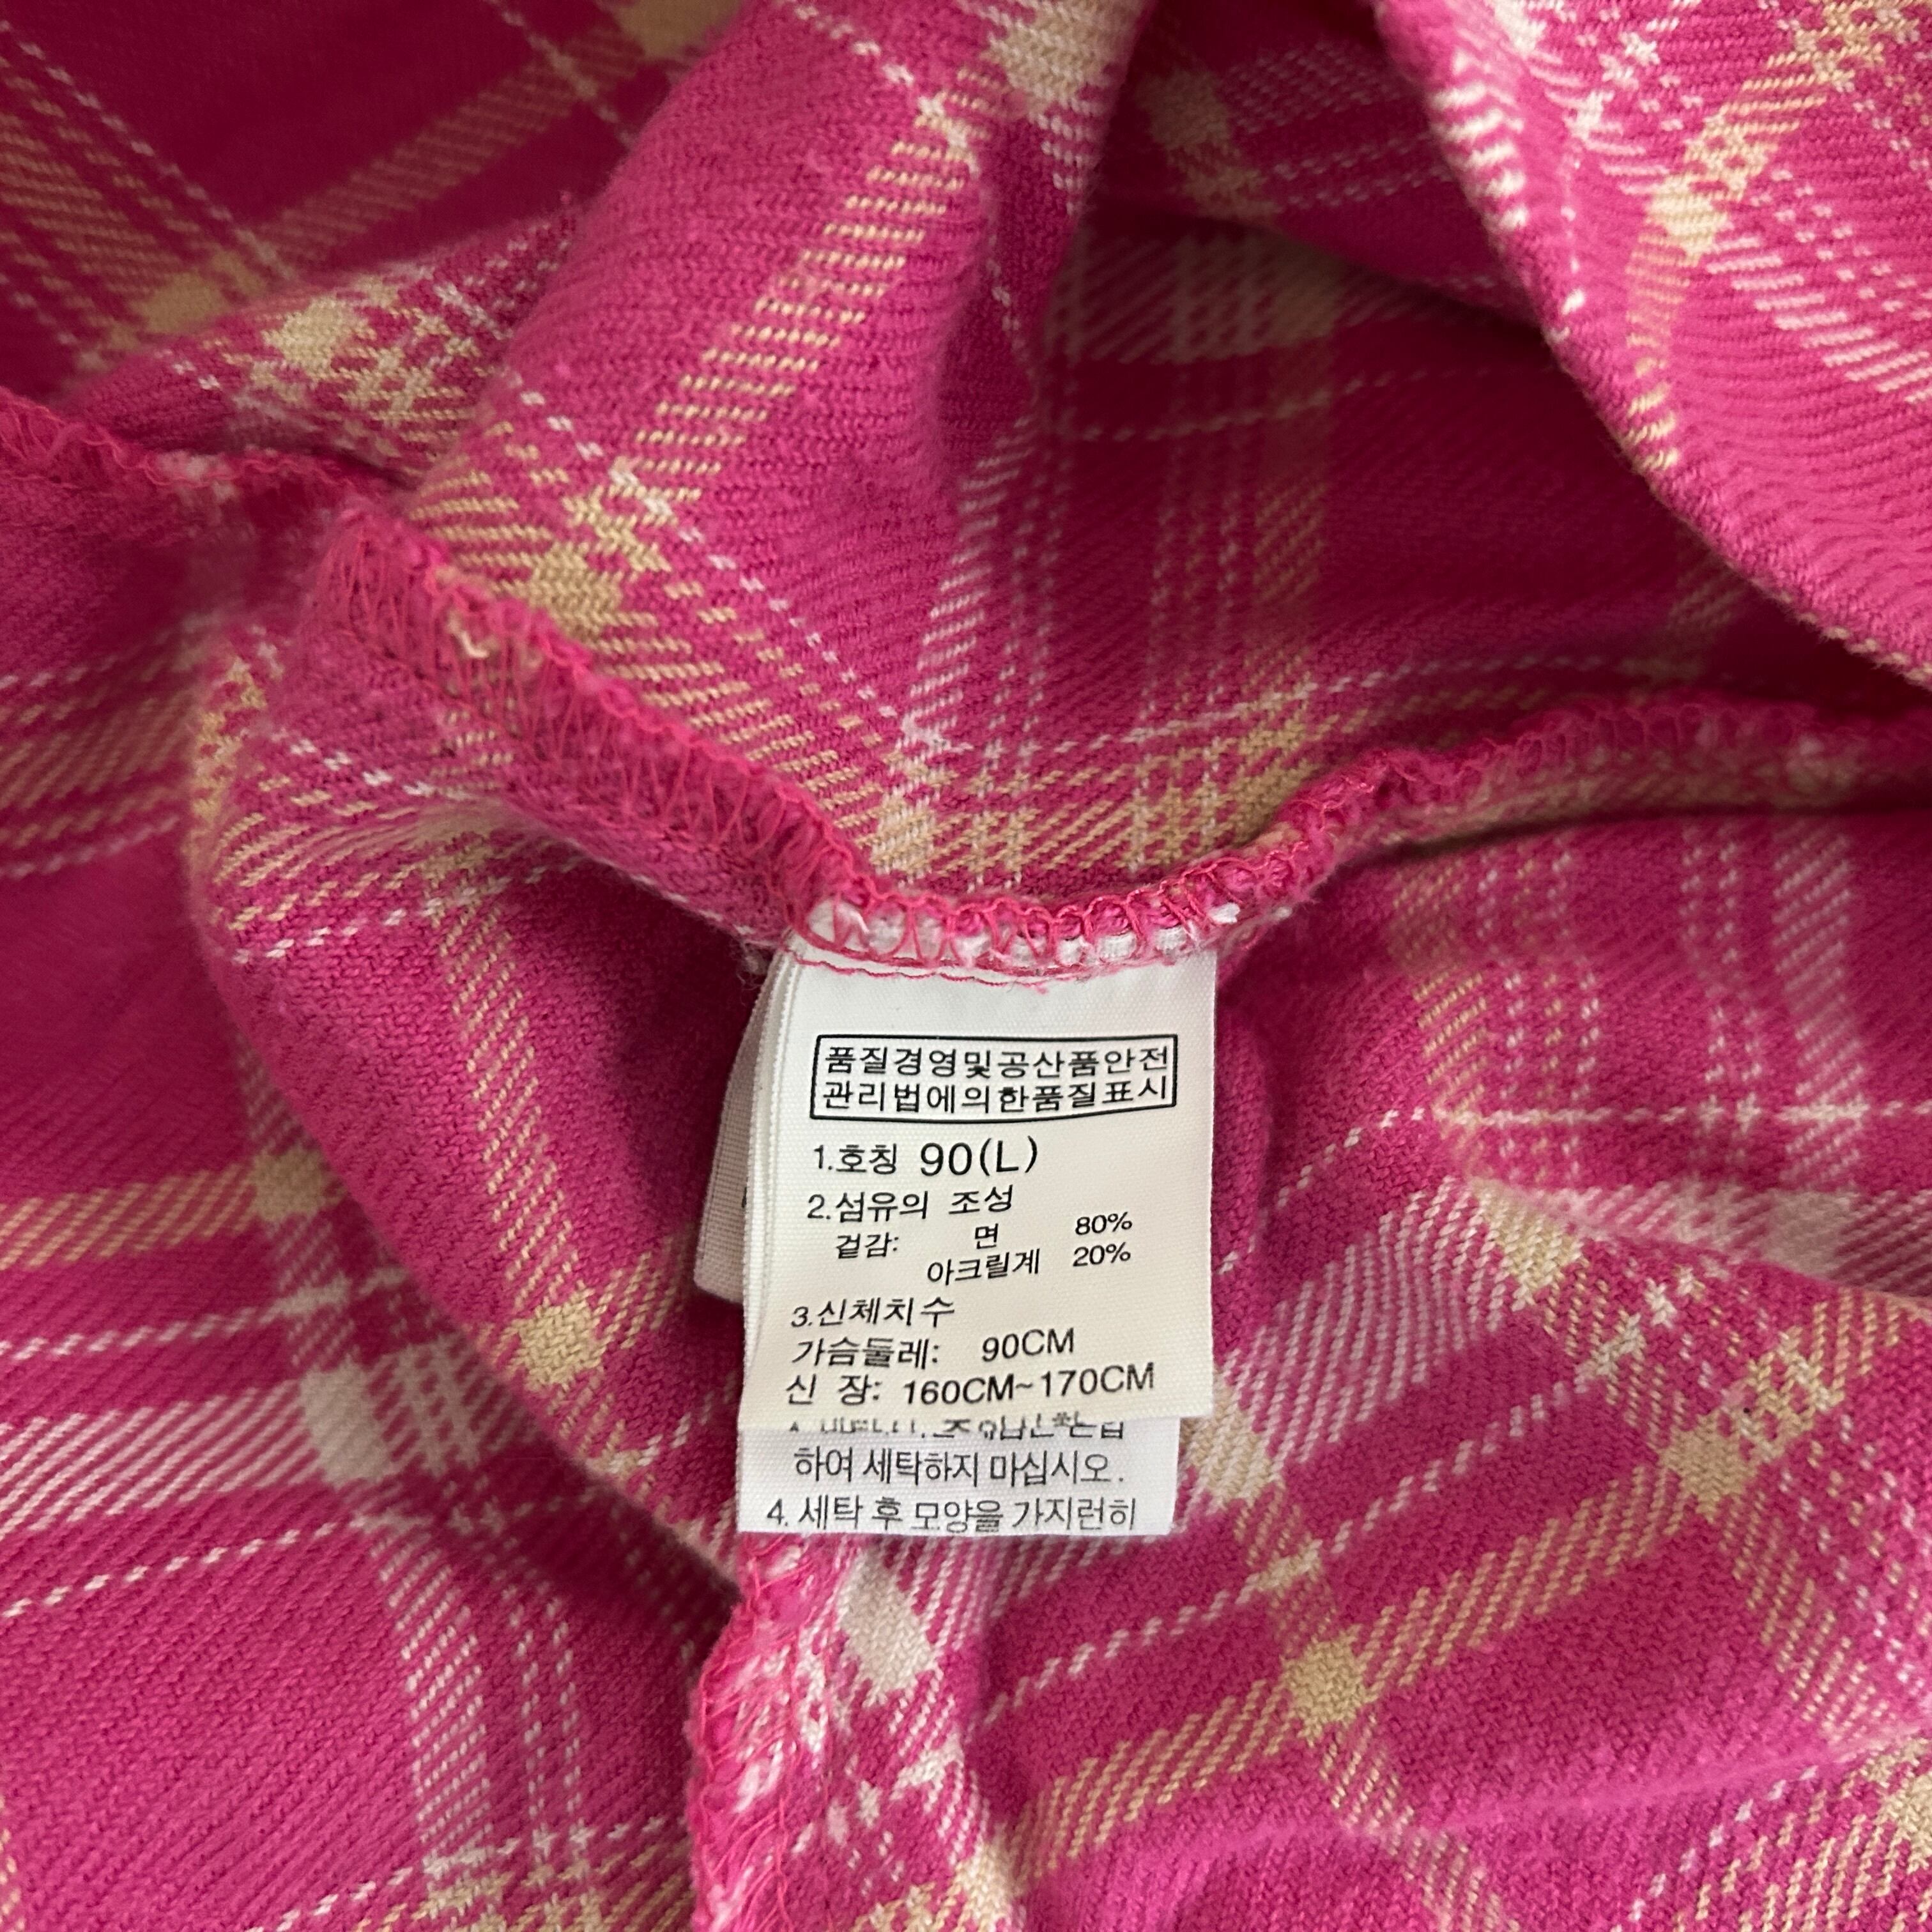 품질경영및공산품안전
관리법에의한품질표시
1.호칭 90(L)
2.섬유의 조성
겉감: 면 80%
아크릴계 20%
3.신체치수
가슴둘레: 90CM
신 장: 160CM~170CM
하여 세탁하지 마십시오.
4. 세탁 후 모양을 가지런히